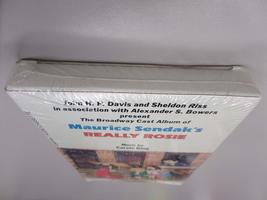 John H. P. Davis and Sheldon Riss
in association with Alexander S. Bowers
present
The Broadway Cast Album of
Maurice Sendak's
REALLY ROSIE
Music by
Carole King